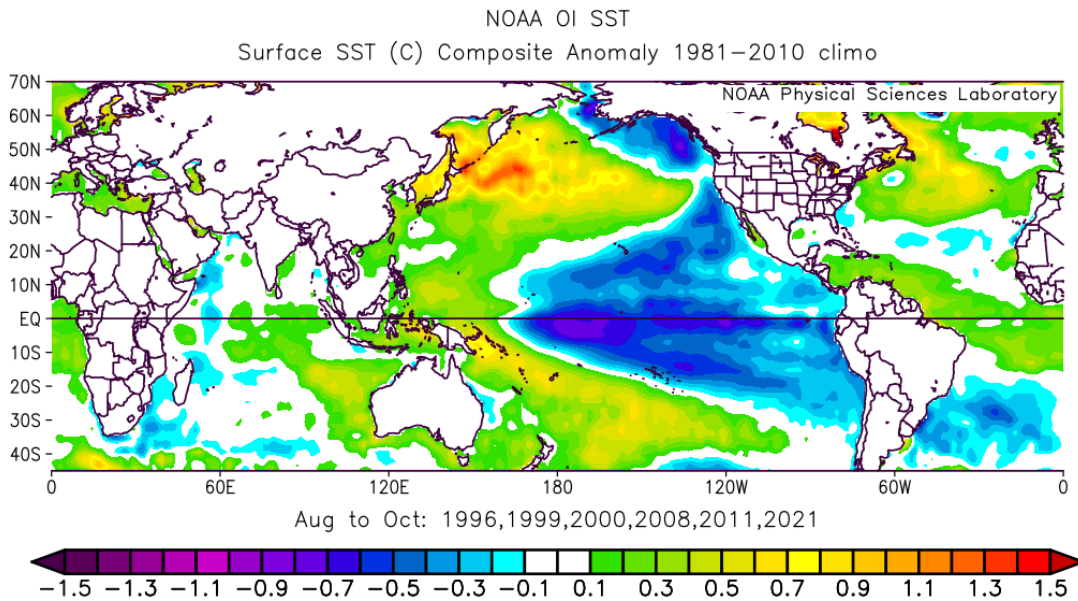 NOAA OI SST
Surface SST (C) Composite Anomaly 1981−2010 climo
NOAA Physical Sciences Laboratory
70N
60N
50N
40N
30N
20N
10N
EQ
10S
20S
30S
40S
0 60E 120E 180 120W 60W 0
Aug to Oct: 1996,1999,2000,2008,2011,2021
−1.5 −1.3 −1.1 −0.9 −0.7 −0.5 −0.3 −0.1 0.1 0.3 0.5 0.7 0.9 1.1 1.3 1.5